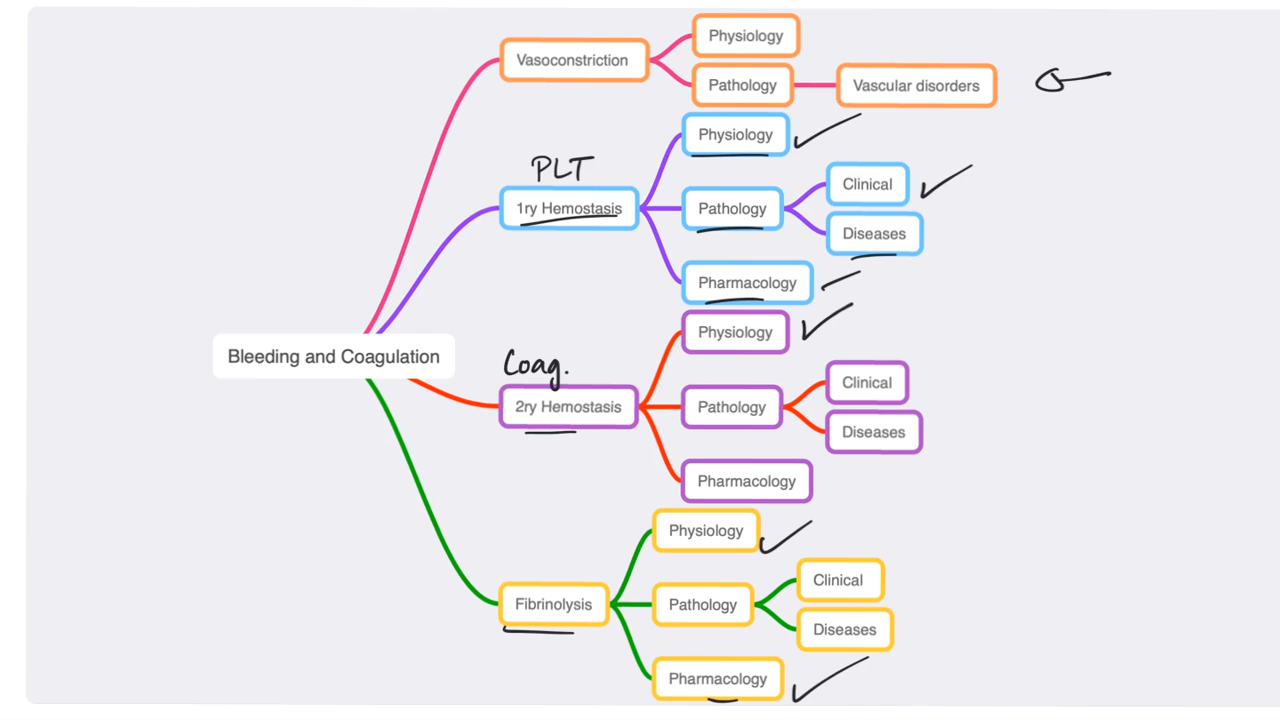 Physiology
Vasoconstriction
Pathology
Vascular disorders
Physiology
PLT
1ry Hemostasis
Pathology
Clinical
Diseases
Pharmacology
Bleeding and Coagulation
Physiology
Coag.
2ry Hemostasis
Pathology
Clinical
Diseases
Pharmacology
Physiology
Fibrinolysis
Pathology
Clinical
Diseases
Pharmacology